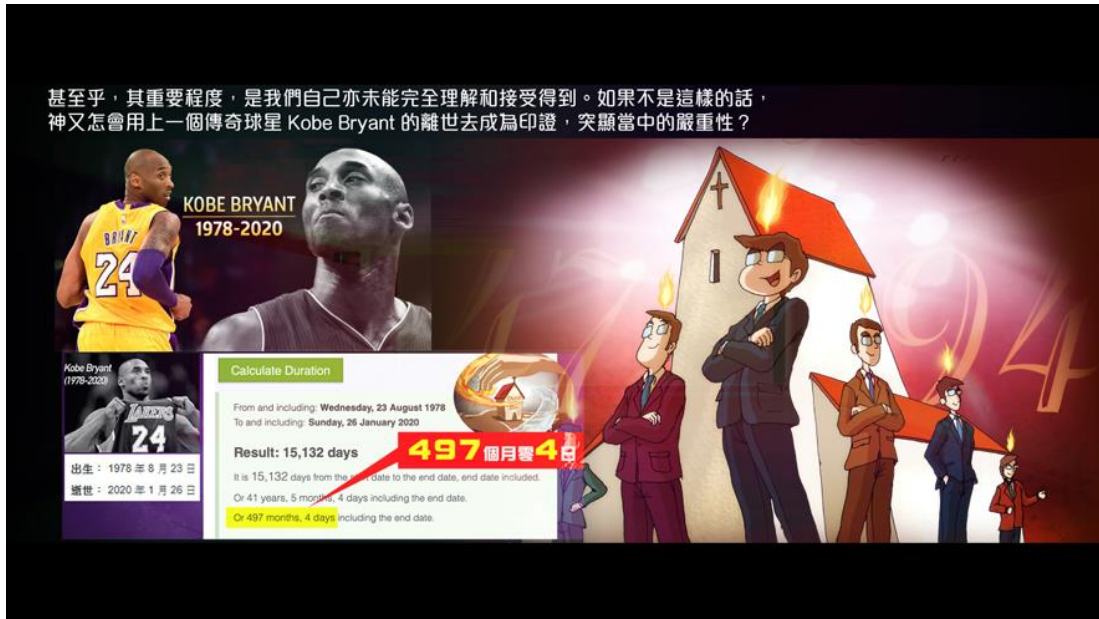 甚至乎，其重要程度，是我們自己亦未能完全理解和接受得到。如果不是這樣的話，
神又怎會用上一個傳奇球星 Kobe Bryant 的離世去成為印證，突顯當中的嚴重性？
KOBE BRYANT
1978-2020
BRYANT
24
Kobe Bryant
(1978-2020)
LAKERS
24
出生： 1978 年 8 月 23 日
逝世： 2020 年 1 月 26 日
Calculate Duration
From and including: Wednesday, 23 August 1978
To and including: Sunday, 26 January 2020
Result: 15,132 days
497個月零4日
It is 15,132 days from the date to the end date, end date included.
Or 41 years, 5 months, 4 days including the end date.
Or 497 months, 4 days including the end date.